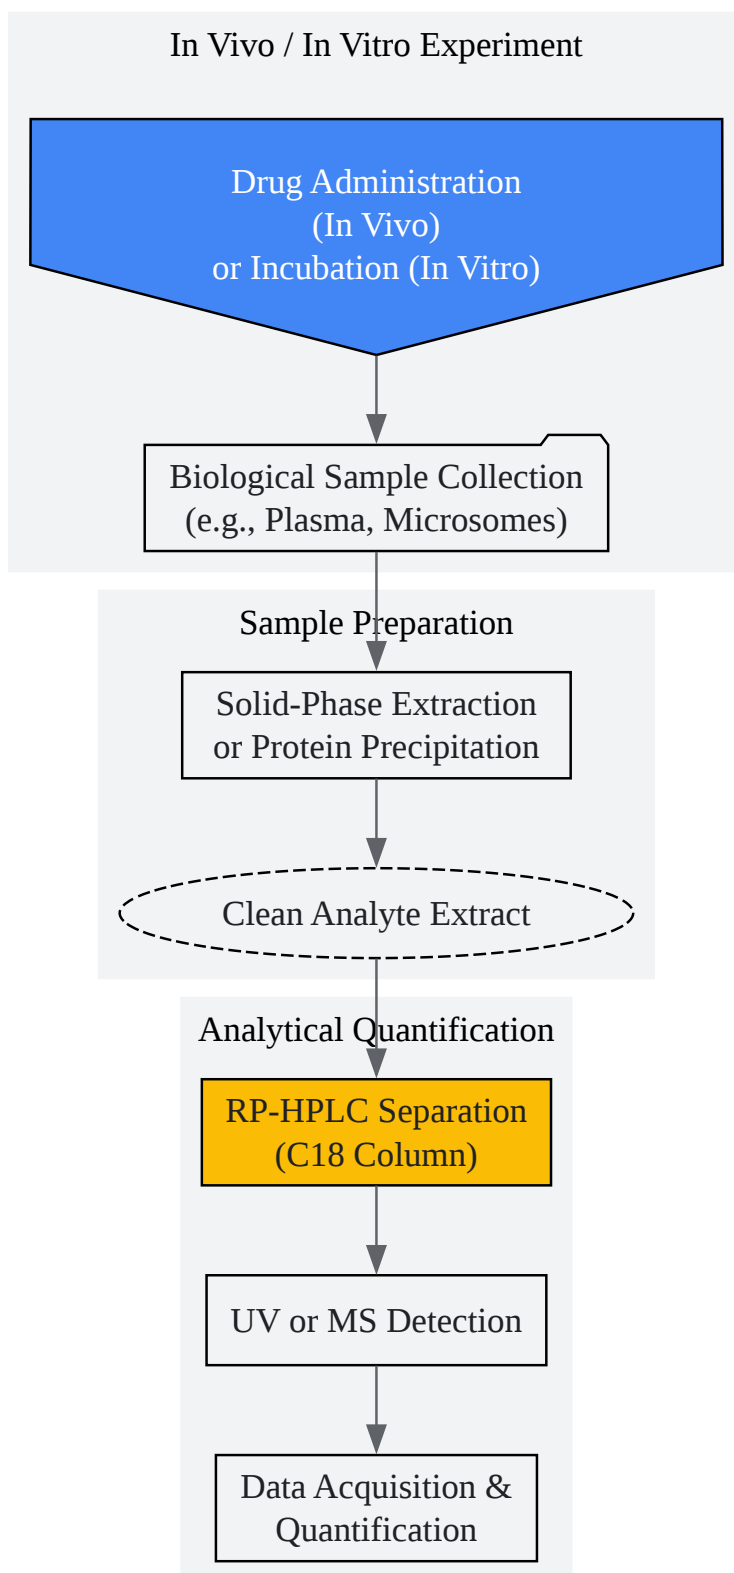 In Vivo / In Vitro Experiment
Drug Administration
(In Vivo)
or Incubation (In Vitro)
Biological Sample Collection
(e.g., Plasma, Microsomes)
Sample Preparation
Solid-Phase Extraction
or Protein Precipitation
Clean Analyte Extract
Analytical Quantification
RP-HPLC Separation
(C18 Column)
UV or MS Detection
Data Acquisition &
Quantification